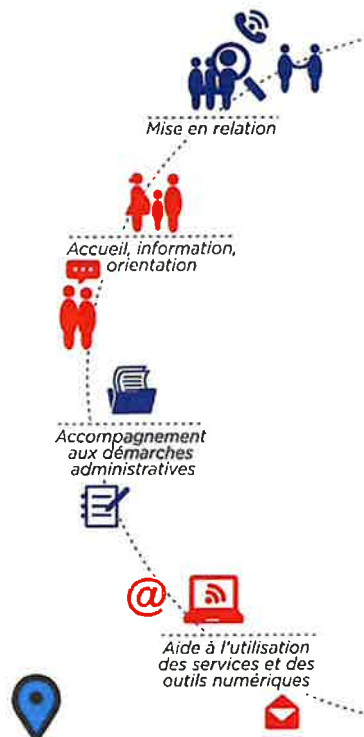 Mise en relation
Accueil, information,
orientation
Accompagnement
aux démarches
administratives
@
Aide à l'utilisation
des services et des
outils numériques